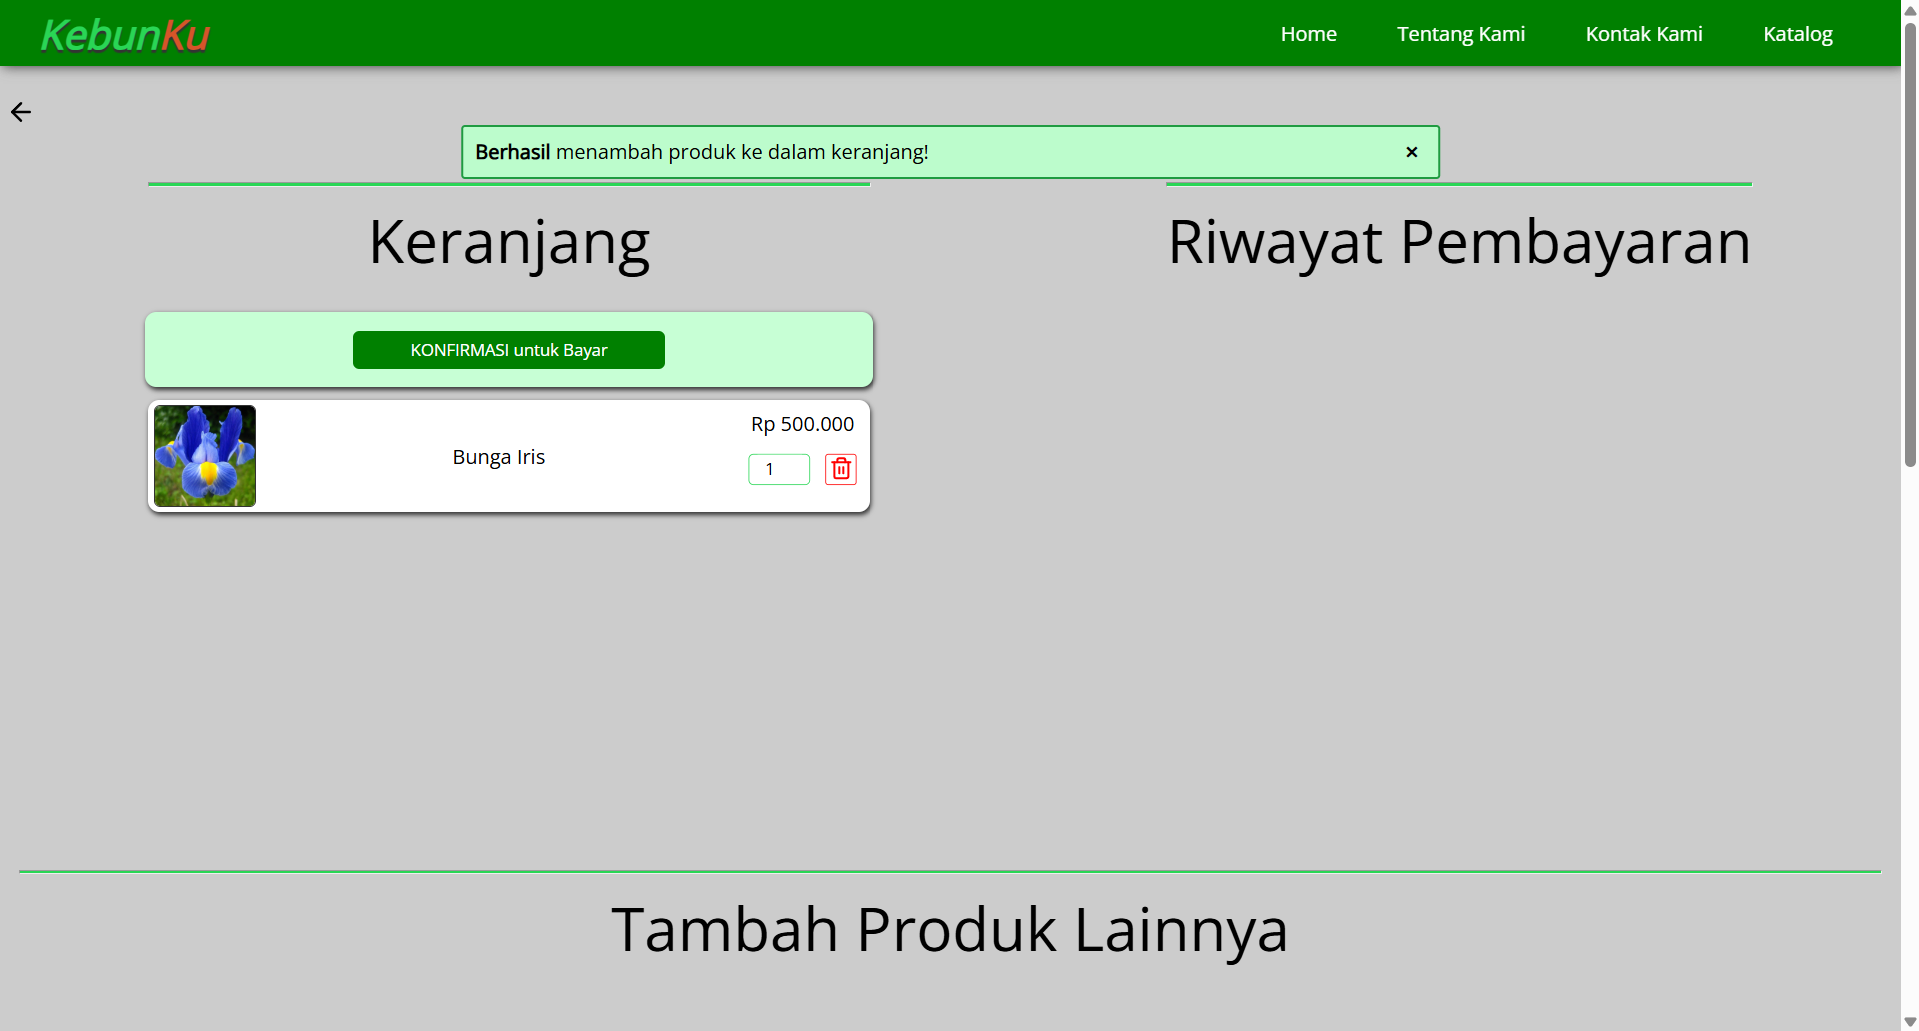 KebunKu
Home
Tentang Kami
Kontak Kami
Katalog
Berhasil menambah produk ke dalam keranjang!
Keranjang
Riwayat Pembayaran
KONFIRMASI untuk Bayar
Rp 500.000
Bunga Iris
1
Tambah Produk Lainnya